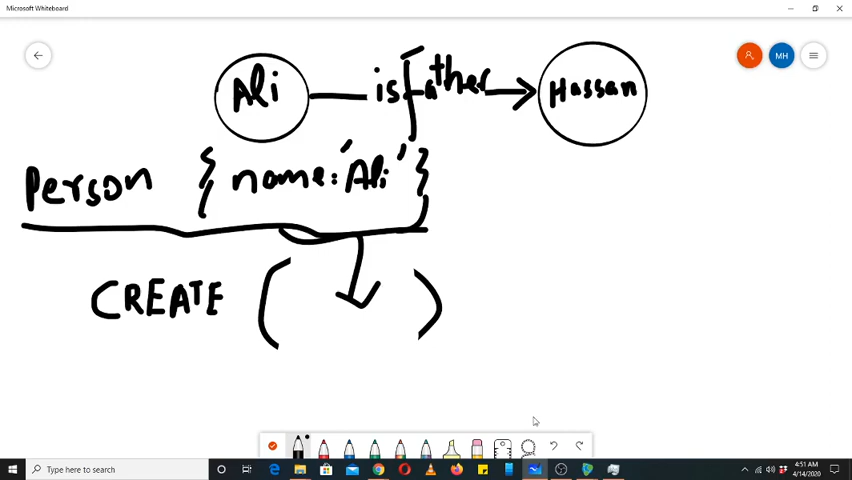 Microsoft Whiteboard
MH
Ali is father Hassan
Person { name: 'Ali' }
CREATE ( )
Type here to search
4:51 AM
4/14/2020